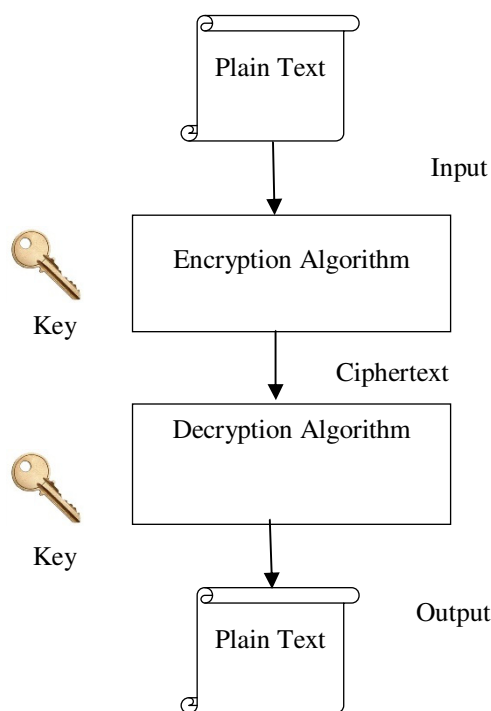 Plain Text
Input
Encryption Algorithm
Key
Ciphertext
Decryption Algorithm
Key
Output
Plain Text